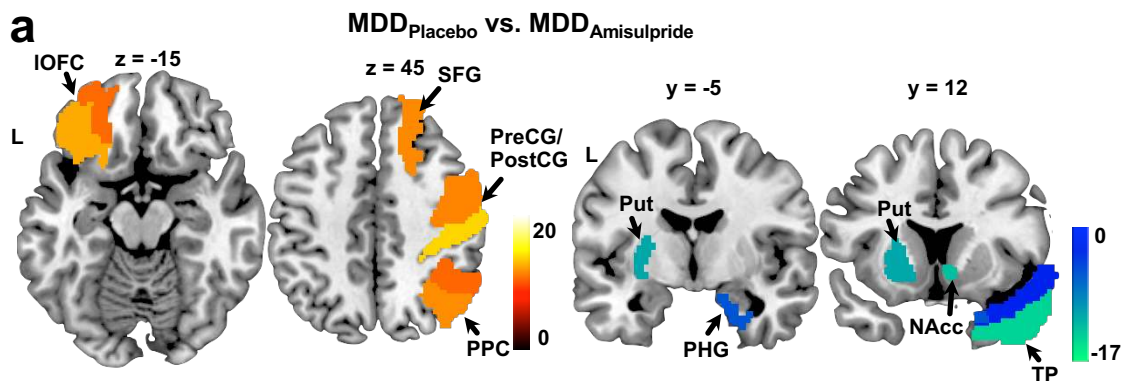 a
MDDPlacebo vs. MDDAmisulpride
lOFC
z = -15
z = 45
SFG
y = -5
y = 12
L
PreCG/
PostCG
L
Put
Put
20
0
0
-17
PPC
PHG
NAcc
TP